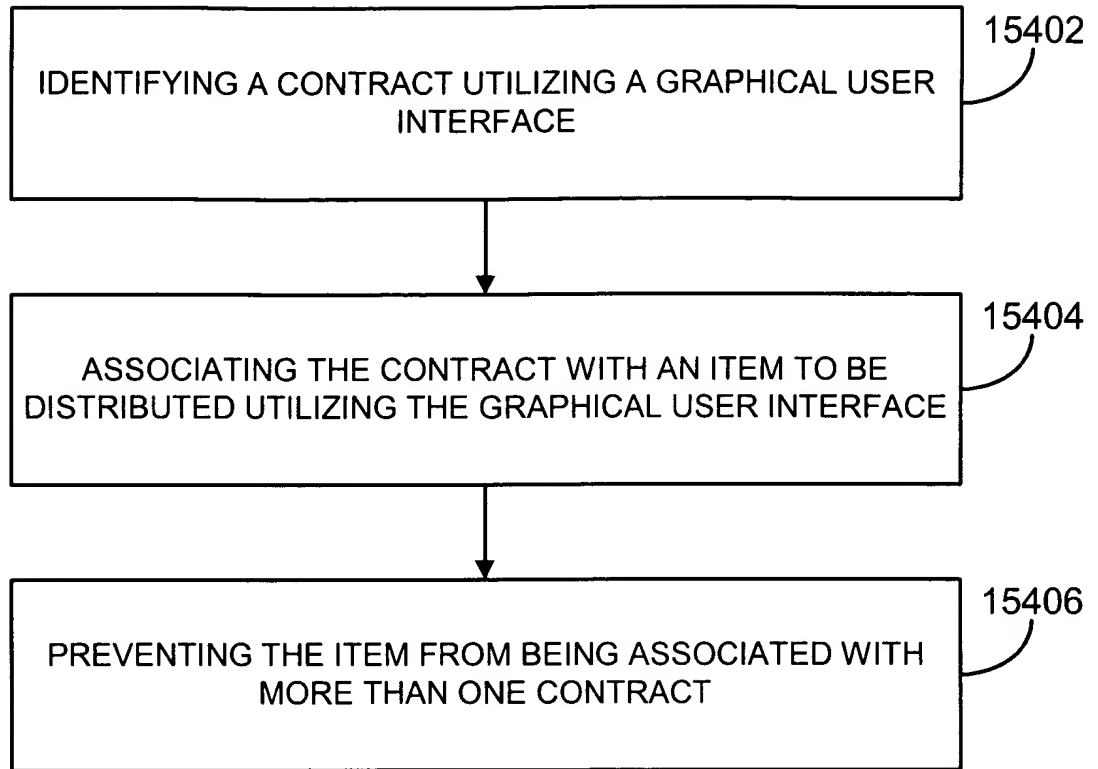 15402
IDENTIFYING A CONTRACT UTILIZING A GRAPHICAL USER
INTERFACE
15404
ASSOCIATING THE CONTRACT WITH AN ITEM TO BE
DISTRIBUTED UTILIZING THE GRAPHICAL USER INTERFACE
15406
PREVENTING THE ITEM FROM BEING ASSOCIATED WITH
MORE THAN ONE CONTRACT